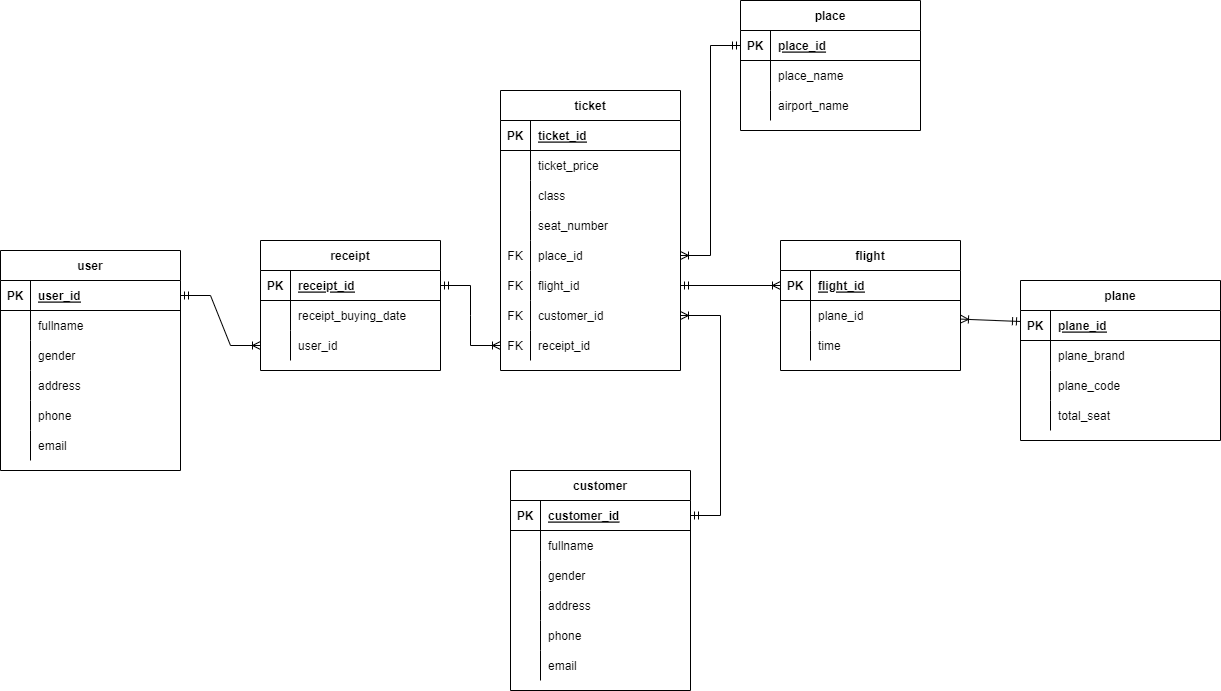 place
PK place_id
place_name
airport_name
ticket
PK ticket_id
ticket_price
class
seat_number
FK place_id
FK flight_id
FK customer_id
FK receipt_id
user
PK user_id
fullname
gender
address
phone
email
receipt
PK receipt_id
receipt_buying_date
user_id
flight
PK flight_id
plane_id
time
plane
PK plane_id
plane_brand
plane_code
total_seat
customer
PK customer_id
fullname
gender
address
phone
email